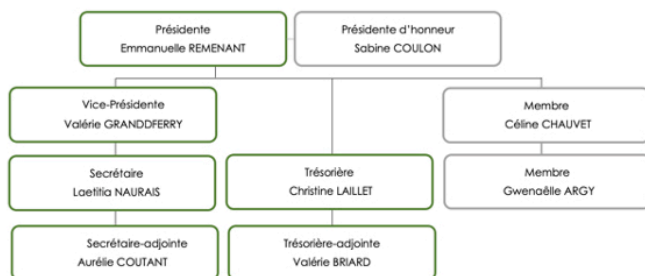 Présidente
Emmanuelle REMENANT
Présidente d'honneur
Sabine COULON
Vice-Présidente
Valérie GRANDDFERRY
Membre
Céline CHAUVET
Secrétaire
Laetitia NAURAIS
Trésorière
Christine LAILLET
Membre
Gwenaêlle ARGY
Secrétaire-adjointe
Aurélie COUTANT
Trésorière-adjointe
Valérie BRIARD